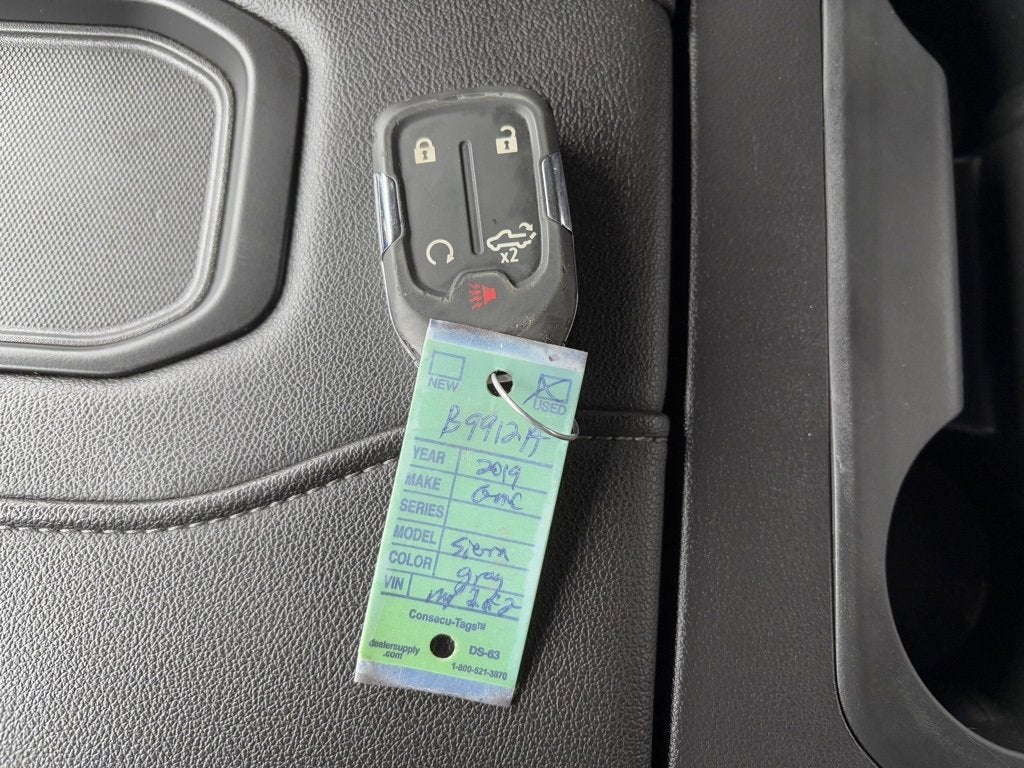 x2
NEW
USED
B9912A
YEAR 2019
MAKE Gmc
SERIES
MODEL Sierra
COLOR gray
VIN
Consecu-Tags™
dealersupply
.com
DS-63
1-800-521-3570